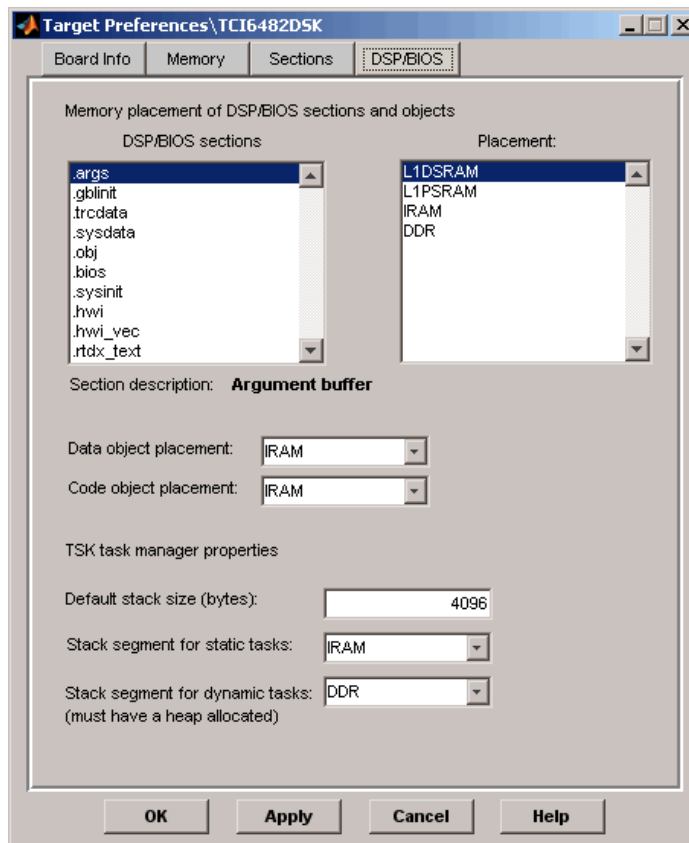 Target Preferences\TCI6482DSK
Board Info Memory Sections DSP/BIOS
Memory placement of DSP/BIOS sections and objects
DSP/BIOS sections Placement:
.args L1DSRAM
.gblinit L1PSRAM
.trcdata IRAM
.sysdata DDR
.obj
.bios
.sysinit
.hwi
.hwi_vec
.rtdx_text
Section description: Argument buffer
Data object placement: IRAM
Code object placement: IRAM
TSK task manager properties
Default stack size (bytes): 4096
Stack segment for static tasks: IRAM
Stack segment for dynamic tasks: DDR
(must have a heap allocated)
OK Apply Cancel Help